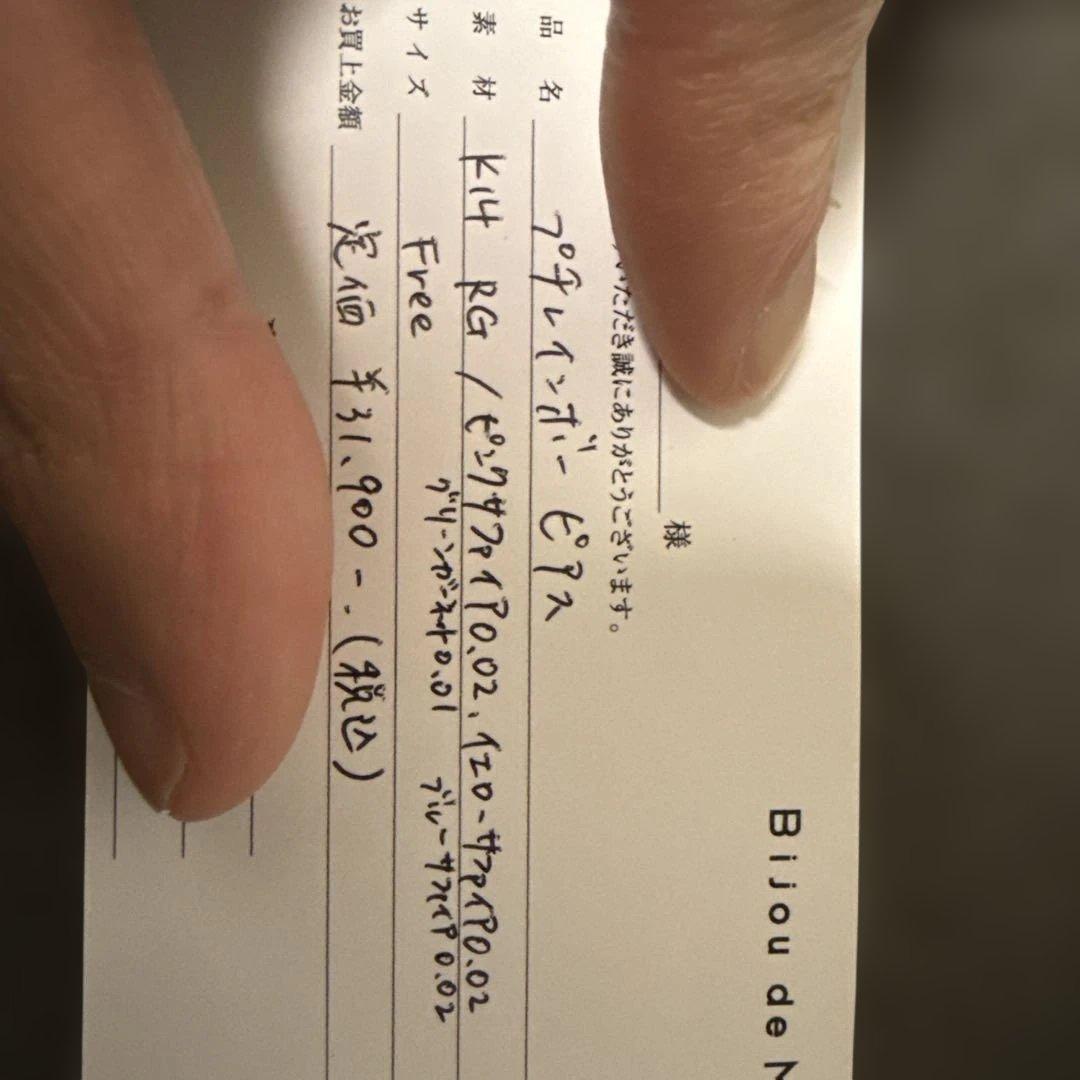 Bijou de
様
いただき誠にありがとうございます。
品名 プチレインボーピアス
素材 K14 RG / ピンクサファイア0.02、イエローサファイア0.02
グリーンガーネット0.01 ブルーサファイア0.02
サイズ Free
お買上金額 定価 ¥31,900-.(税込)